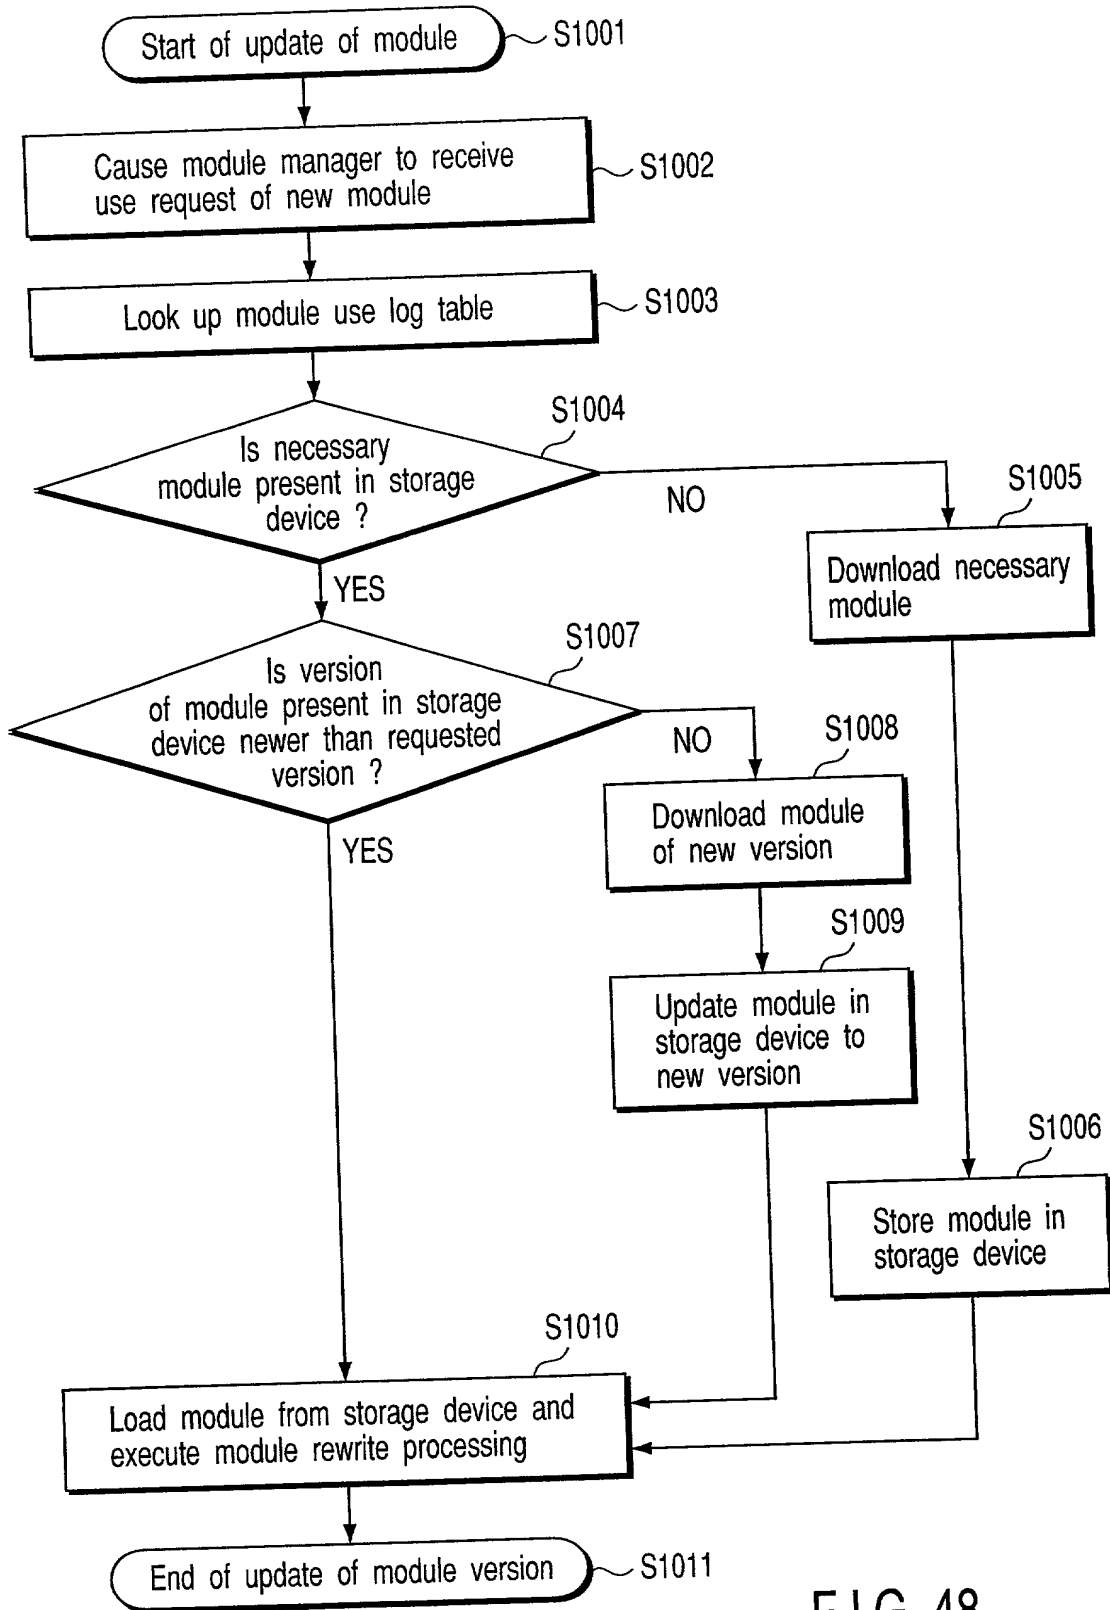 Start of update of module
S1001
Cause module manager to receive
use request of new module
S1002
Look up module use log table
S1003
S1004
Is necessary
module present in storage
device ?
NO
YES
S1005
Download necessary
module
S1007
Is version
of module present in storage
device newer than requested
version ?
NO
YES
S1008
Download module
of new version
S1009
Update module in
storage device to
new version
S1006
Store module in
storage device
S1010
Load module from storage device and
execute module rewrite processing
End of update of module version
S1011
FIG. 48